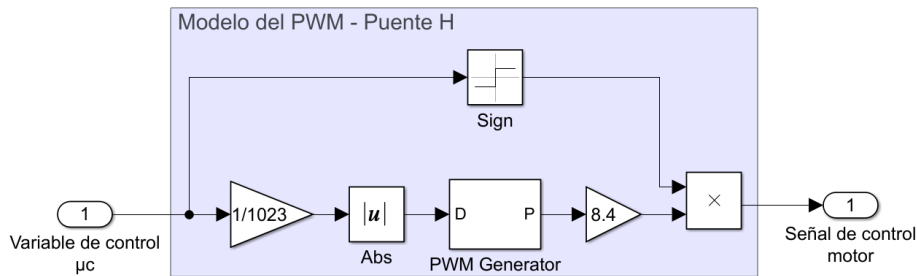 Modelo del PWM - Puente H
Sign
1
Variable de control
μc
1/1023
|u|
Abs
D
P
PWM Generator
8.4
×
1
Señal de control
motor